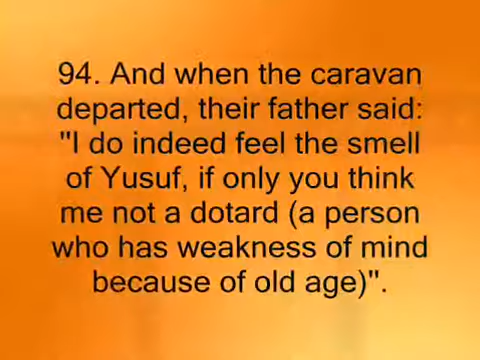 94. And when the caravan
departed, their father said:
"I do indeed feel the smell
of Yusuf, if only you think
me not a dotard (a person
who has weakness of mind
because of old age)".